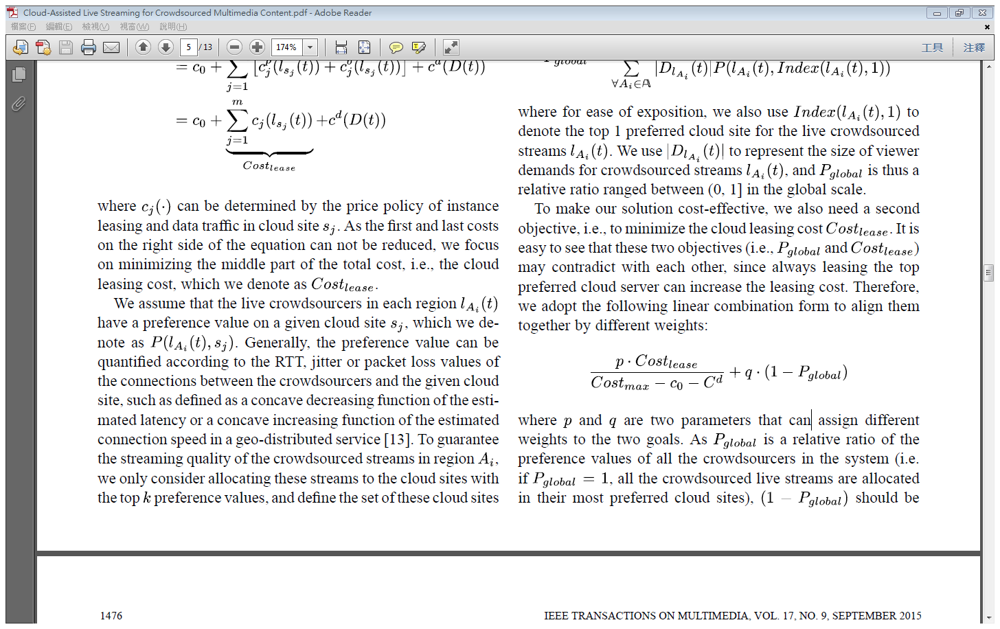 Cloud-Assisted Live Streaming for Crowdsourced Multimedia Content.pdf - Adobe Reader
檔案(F) 編輯(E) 檢視(V) 視窗(W) 說明(H)
5 / 13 174% 工具 注釋
= c_0 + \sum_{j=1} [c_j^p(l_{s_j}(t)) + c_j^b(l_{s_j}(t))] + c^d(D(t))
= c_0 + \sum_{j=1}^{m} c_j(l_{s_j}(t)) + c^d(D(t))
Cost_{lease}
where c_j(·) can be determined by the price policy of instance
leasing and data traffic in cloud site s_j. As the first and last costs
on the right side of the equation can not be reduced, we focus
on minimizing the middle part of the total cost, i.e., the cloud
leasing cost, which we denote as Cost_{lease}.
We assume that the live crowdsourcers in each region l_{A_i}(t)
have a preference value on a given cloud site s_j, which we de-
note as P(l_{A_i}(t), s_j). Generally, the preference value can be
quantified according to the RTT, jitter or packet loss values of
the connections between the crowdsourcers and the given cloud
site, such as defined as a concave decreasing function of the esti-
mated latency or a concave increasing function of the estimated
connection speed in a geo-distributed service [13]. To guarantee
the streaming quality of the crowdsourced streams in region A_i,
we only consider allocating these streams to the cloud sites with
the top k preference values, and define the set of these cloud sites
global \sum_{∀A_i∈𝔸} |D_{l_{A_i}}(t)|P(l_{A_i}(t), Index(l_{A_i}(t), 1))
where for ease of exposition, we also use Index(l_{A_i}(t), 1) to
denote the top 1 preferred cloud site for the live crowdsourced
streams l_{A_i}(t). We use |D_{l_{A_i}}(t)| to represent the size of viewer
demands for crowdsourced streams l_{A_i}(t), and P_{global} is thus a
relative ratio ranged between (0, 1] in the global scale.
To make our solution cost-effective, we also need a second
objective, i.e., to minimize the cloud leasing cost Cost_{lease}. It is
easy to see that these two objectives (i.e., P_{global} and Cost_{lease})
may contradict with each other, since always leasing the top
preferred cloud server can increase the leasing cost. Therefore,
we adopt the following linear combination form to align them
together by different weights:
\frac{p · Cost_{lease}}{Cost_{max} − c_0 − C^d} + q · (1 − P_{global})
where p and q are two parameters that can assign different
weights to the two goals. As P_{global} is a relative ratio of the
preference values of all the crowdsourcers in the system (i.e.
if P_{global} = 1, all the crowdsourced live streams are allocated
in their most preferred cloud sites), (1 − P_{global}) should be
1476 IEEE TRANSACTIONS ON MULTIMEDIA, VOL. 17, NO. 9, SEPTEMBER 2015